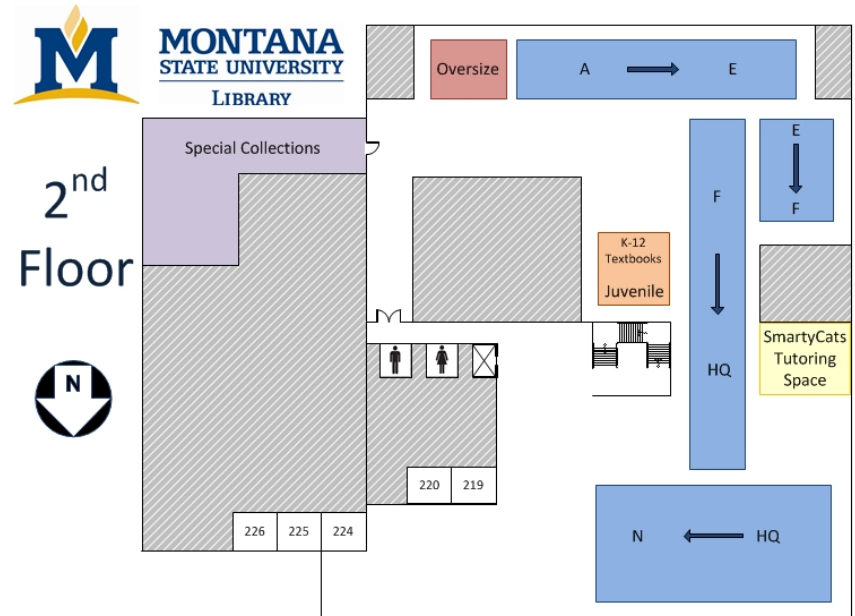 M
MONTANA
STATE UNIVERSITY
LIBRARY
2nd
Floor
N
Special Collections
Oversize
A
E
E
F
F
HQ
K-12
Textbooks
Juvenile
SmartyCats
Tutoring
Space
220
219
226
225
224
N
HQ